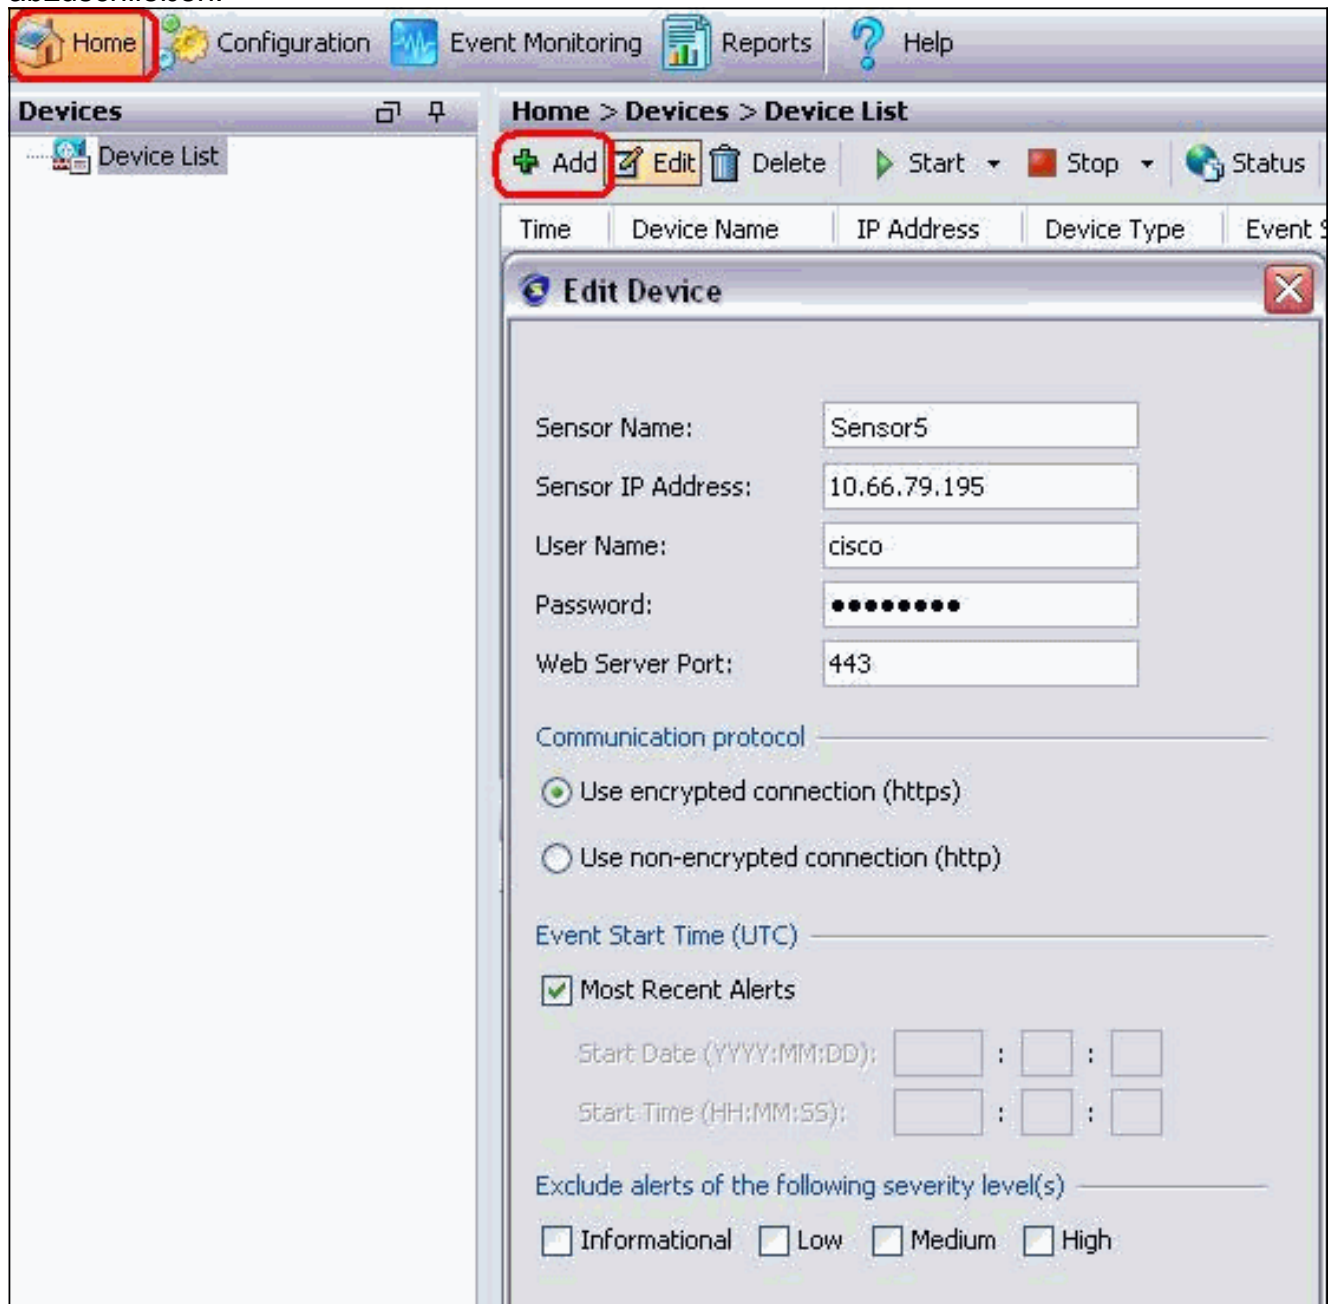 Home Configuration Event Monitoring Reports Help
Devices
Device List
Home > Devices > Device List
Add Edit Delete Start Stop Status
Time Device Name IP Address Device Type Event
Edit Device
Sensor Name: Sensor5
Sensor IP Address: 10.66.79.195
User Name: cisco
Password: ●●●●●●●●
Web Server Port: 443
Communication protocol
Use encrypted connection (https)
Use non-encrypted connection (http)
Event Start Time (UTC)
Most Recent Alerts
Start Date (YYYY:MM:DD): : :
Start Time (HH:MM:SS): : :
Exclude alerts of the following severity level(s)
Informational Low Medium High